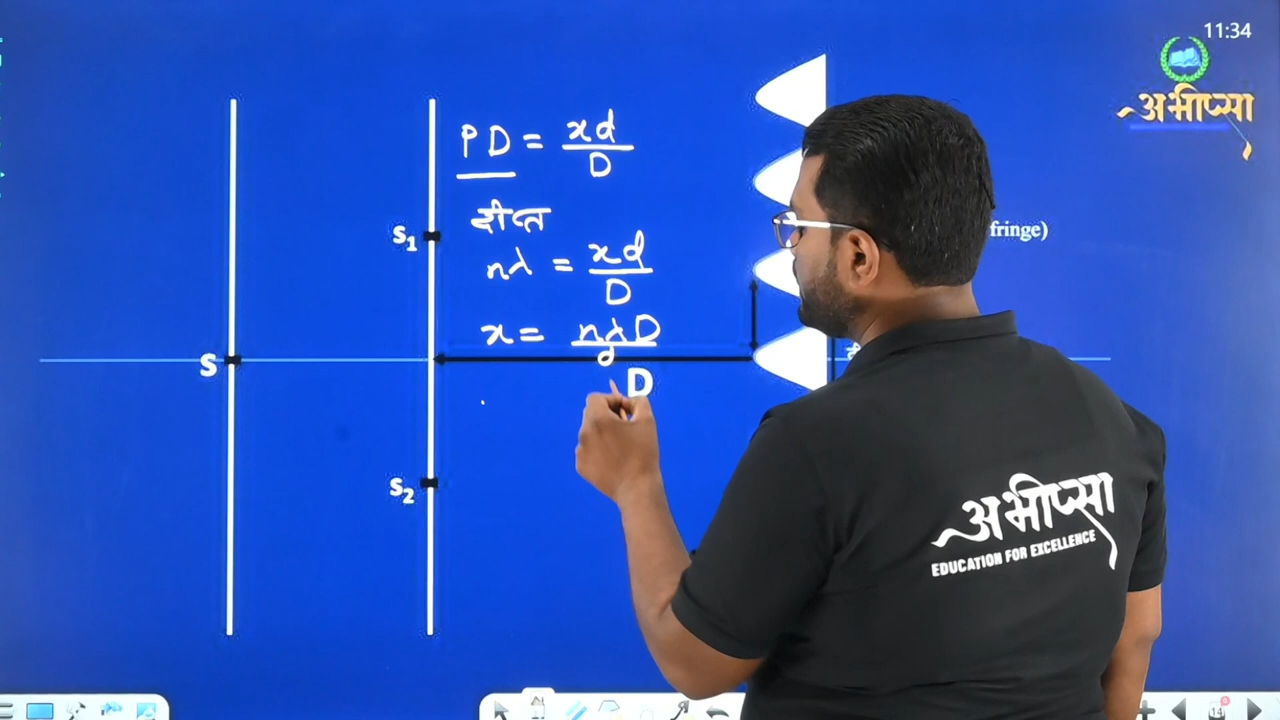 11:34
अभीप्सा
PD = xd/D
दीप्त
S₁
nλ = xd/D
fringe)
x = nλD/d
S
D
S₂
अभीप्सा
EDUCATION FOR EXCELLENCE